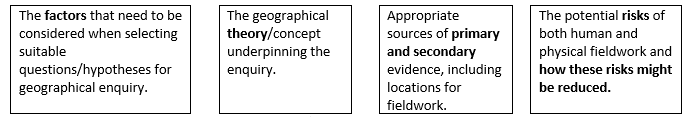 The factors that need to be
considered when selecting
suitable
questions/hypotheses for
geographical enquiry.
The geographical
theory/concept
underpinning the
enquiry.
Appropriate
sources of primary
and secondary
evidence, including
locations for
fieldwork.
The potential risks of
both human and
physical fieldwork and
how these risks might
be reduced.